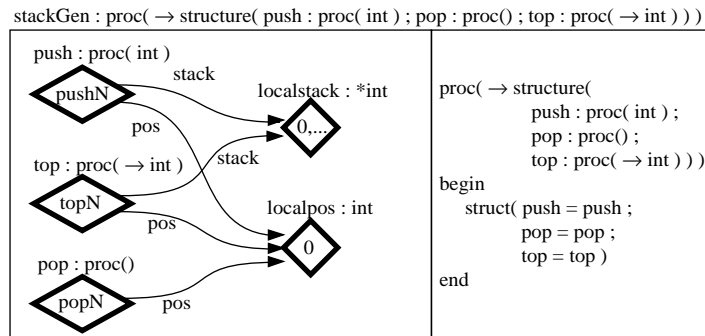 stackGen : proc( → structure( push : proc( int ) ; pop : proc() ; top : proc( → int ) ) )
push : proc( int )
pushN
stack
pos
localstack : *int
0,...
top : proc( → int )
topN
stack
pos
localpos : int
0
pop : proc()
popN
pos
proc( → structure(
push : proc( int ) ;
pop : proc() ;
top : proc( → int ) ) )
begin
struct( push = push ;
pop = pop ;
top = top )
end